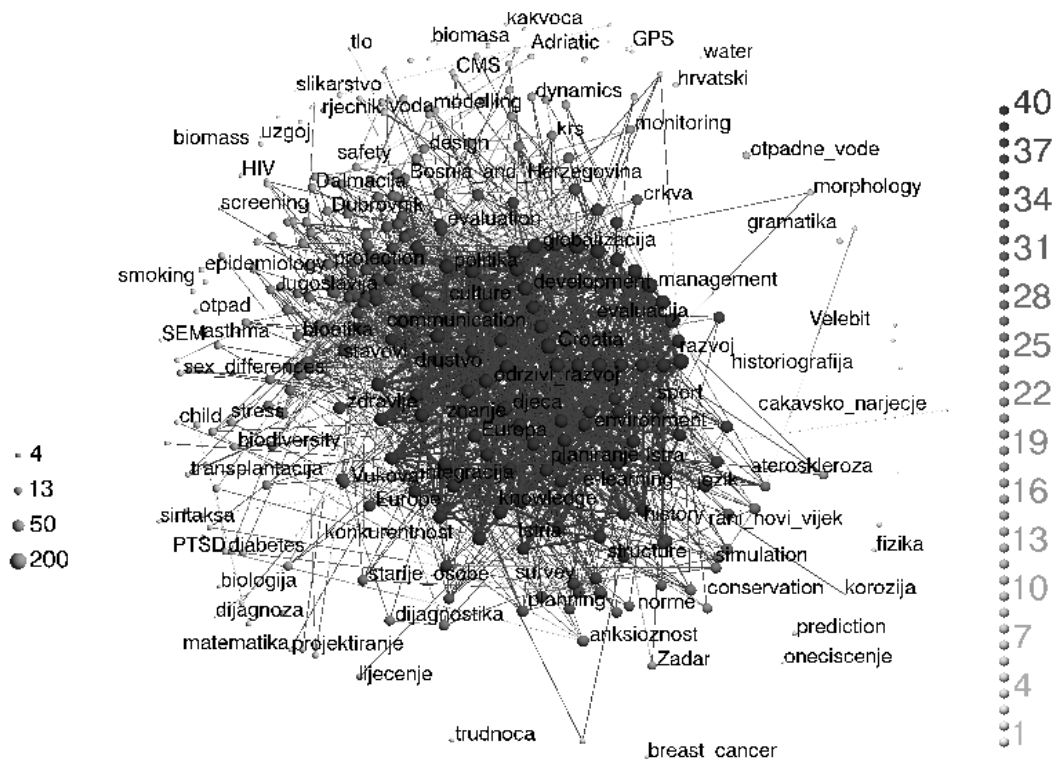 kakvoca
tlo
biomasa
Adriatic
GPS
water
CMS
hrvatski
slikarstvo
rjecnik
voda
modelling
dynamics
40
biomass
uzgoj
krs
monitoring
design
37
safety
otpadne_vode
HIV
Bosnia_and_Herzegovina
Dalmacija
morphology
crkva
34
screening
Dubrovnik
evaluation
gramatika
globalizacija
31
epidemiology
protection
politika
smoking
Jugoslavija
development
management
culture
28
otpad
evaluacija
Velebit
SEM
asthma
bioetika
communication
Croatia
stavovi
razvoj
25
drustvo
historiografija
sex_differences
odrzivi_razvoj
sport
22
zdravlje
djeca
cakavsko_narjecje
child
stress
znanje
environment
19
biodiversity
Europa
4
planiranje
istra
transplantacija
Vukovar
integracija
ateroskleroza
e-learning
jezik
16
13
Europe
knowledge
sintaksa
history
rani_novi_vijek
50
konkurentnost
Istria
13
PTSD
diabetes
structure
simulation
fizika
200
starije_osobe
survey
biologija
conservation
korozija
10
planning
norme
dijagnoza
dijagnostika
prediction
7
matematika
projektiranje
anksioznost
lijecenje
Zadar
oneciscenje
4
trudnoca
1
breast_cancer